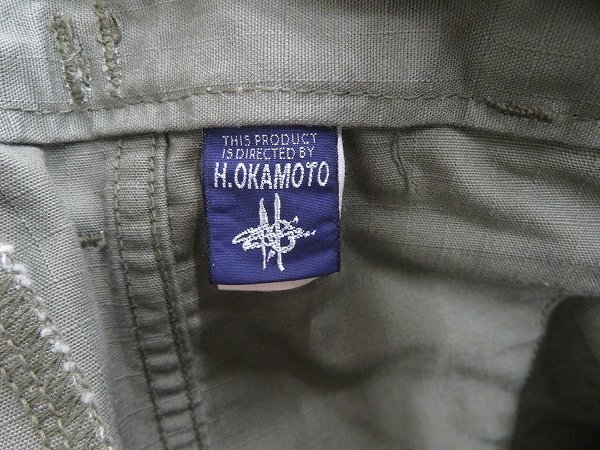 THIS PRODUCT
IS DIRECTED BY
H.OKAMOTO